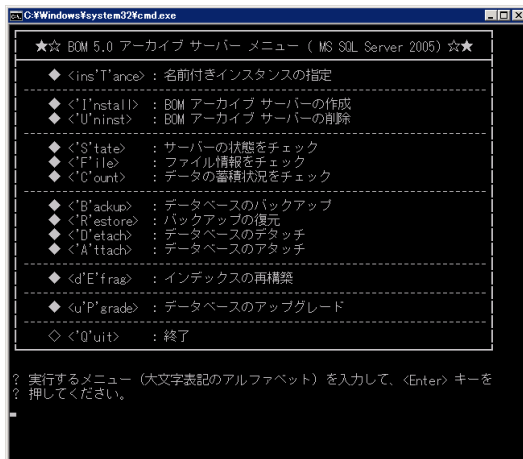 C:¥Windows¥system32¥cmd.exe
★☆ BOM 5.0 アーカイブ サーバー メニュー ( MS SQL Server 2005) ☆★
◆ <ins'T'ance> : 名前付きインスタンスの指定
◆ <'I'nstall> : BOM アーカイブ サーバーの作成
◆ <'U'ninst> : BOM アーカイブ サーバーの削除
◆ <'S'tate> : サーバーの状態をチェック
◆ <'F'ile> : ファイル情報をチェック
◆ <'C'ount> : データの蓄積状況をチェック
◆ <'B'ackup> : データベースのバックアップ
◆ <'R'estore> : バックアップの復元
◆ <'D'etach> : データベースのデタッチ
◆ <'A'ttach> : データベースのアタッチ
◆ <d'E'frag> : インデックスの再構築
◆ <u'P'grade> : データベースのアップグレード
◇ <'Q'uit> : 終了
? 実行するメニュー（大文字表記のアルファベット）を入力して、<Enter> キーを
? 押してください。